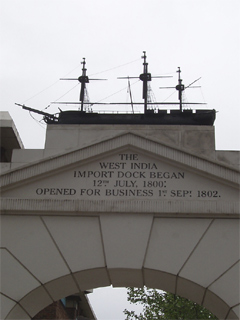 THE
WEST INDIA
IMPORT DOCK BEGAN
12TH JULY, 1800;
OPENED FOR BUSINESS 1ST SEPT 1802.